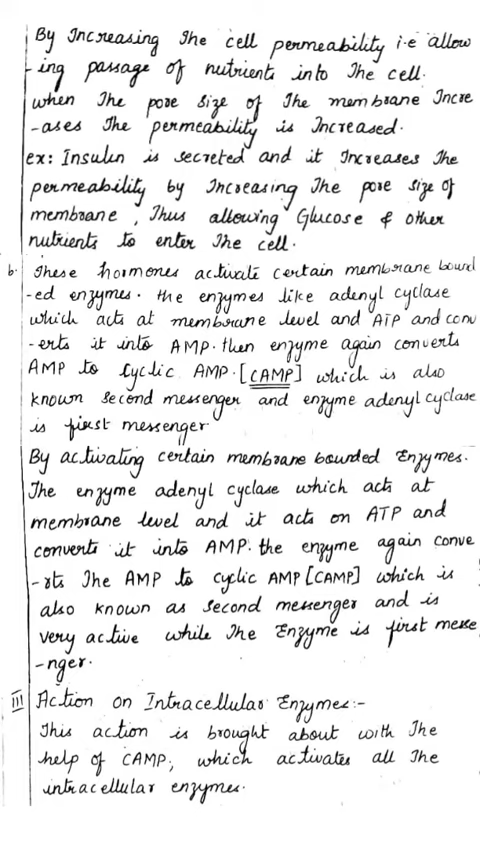 By Increasing The cell permeability i.e allow
-ing passage of nutrients into The cell.
when The pore size of The membrane Incre
-ases The permeability is Increased.
ex: Insulin is secreted and it Increases The
permeability by Increasing The pore size of
membrane, Thus allowing Glucose & other
nutrients to enter The cell.
b. These hormones activate certain membrane bound
-ed enzymes. the enzymes like adenyl cyclase
which acts at membrane level and ATP and conv
-erts it into AMP. then enzyme again converts
AMP to Cyclic AMP. [CAMP] which is also
known second messenger and enzyme adenyl cyclase
is first messenger
By activating certain membrane bounded Enzymes.
The enzyme adenyl cyclase which acts at
membrane level and it acts on ATP and
converts it into AMP. the enzyme again conve
-rts The AMP to cyclic AMP [CAMP] which is
also known as second messenger and is
very active while The Enzyme is first messe
-nger.
III Action on Intracellular Enzymes:-
This action is brought about with The
help of CAMP, which activates all The
intracellular enzymes.